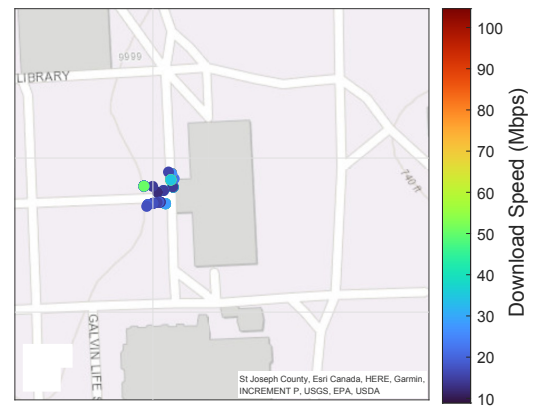 9999
LIBRARY
740 ft
GALVIN LIFE S
St Joseph County, Esri Canada, HERE, Garmin,
INCREMENT P, USGS, EPA, USDA
100
90
80
70
60
50
40
30
20
10
Download Speed (Mbps)